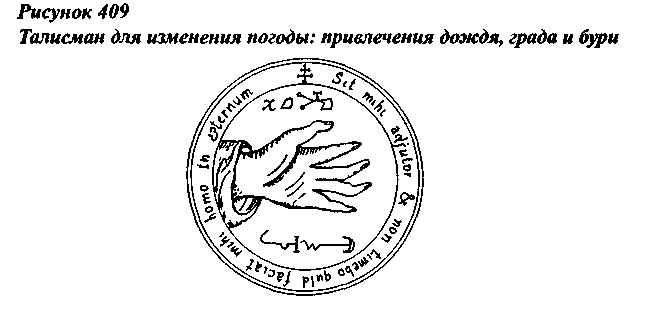 Рисунок 409
Талисман для изменения погоды: привлечения дождя, града и бури
Sit mihi adjutor & non timebo quid faciat mihi homo in eternum